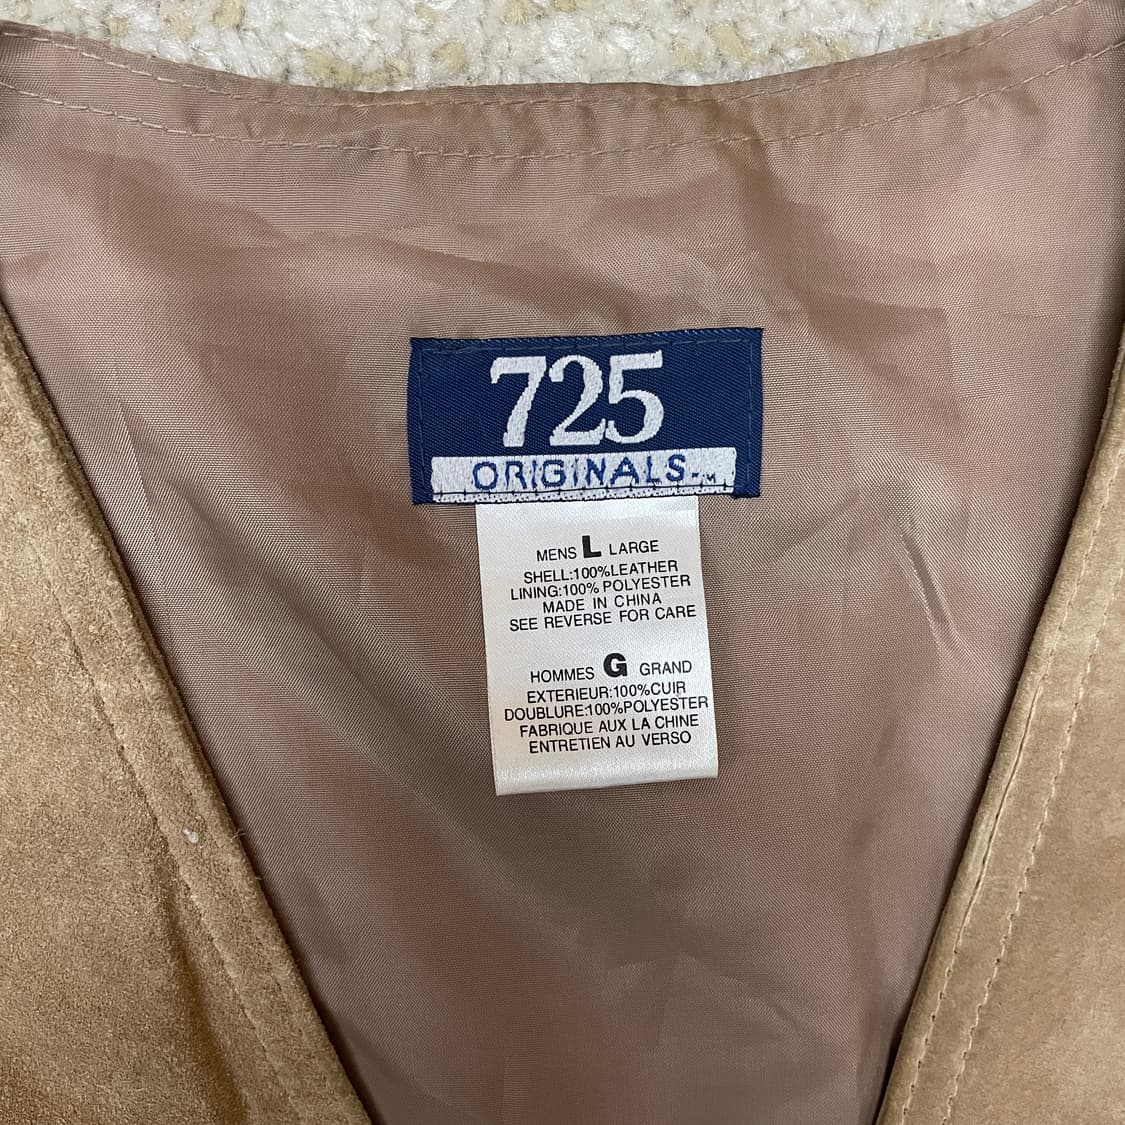 725
ORIGINALS™
MENS L LARGE
SHELL:100%LEATHER
LINING:100% POLYESTER
MADE IN CHINA
SEE REVERSE FOR CARE
HOMMES G GRAND
EXTERIEUR:100%CUIR
DOUBLURE:100%POLYESTER
FABRIQUE AUX LA CHINE
ENTRETIEN AU VERSO